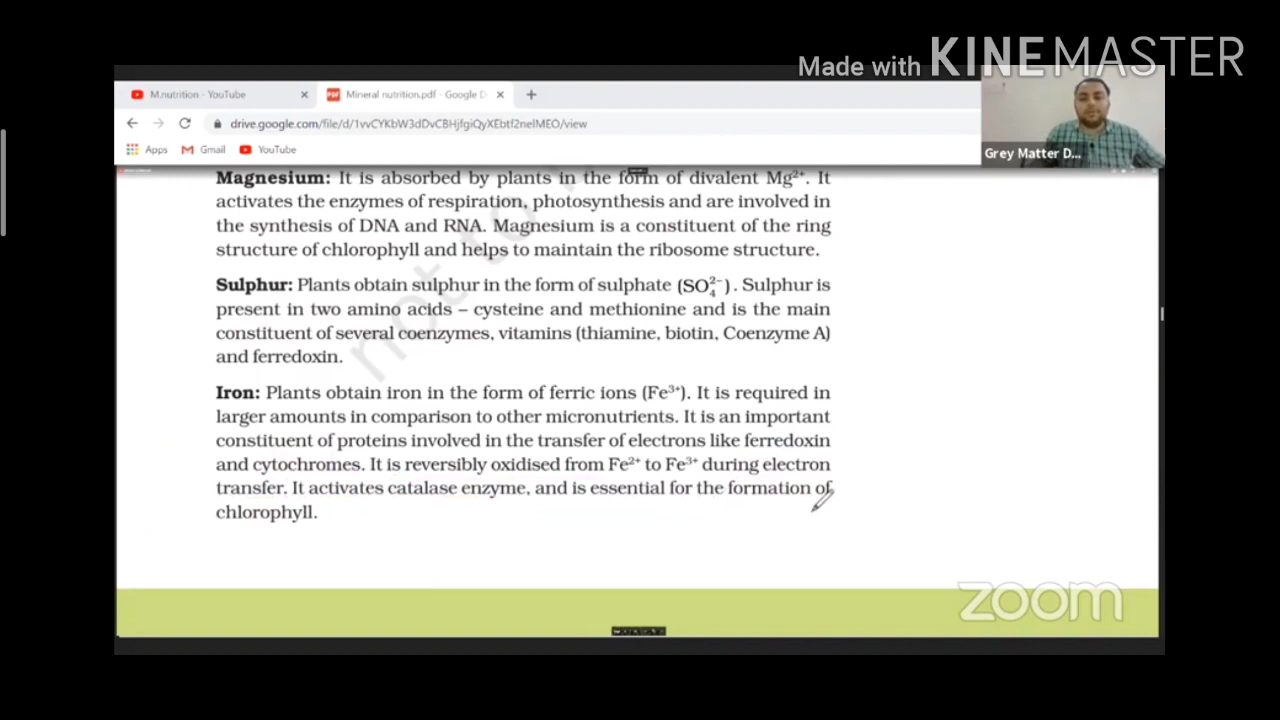 Made with KINEMASTER
M.nutrition - YouTube
Mineral nutrition.pdf - Google D
drive.google.com/file/d/1vvCYKbW3dDvCBHjfgiQyXEbtf2nelMEO/view
Apps Gmail YouTube
Grey Matter D...
Magnesium: It is absorbed by plants in the form of divalent Mg²⁺. It
activates the enzymes of respiration, photosynthesis and are involved in
the synthesis of DNA and RNA. Magnesium is a constituent of the ring
structure of chlorophyll and helps to maintain the ribosome structure.
Sulphur: Plants obtain sulphur in the form of sulphate (SO₄²⁻). Sulphur is
present in two amino acids – cysteine and methionine and is the main
constituent of several coenzymes, vitamins (thiamine, biotin, Coenzyme A)
and ferredoxin.
Iron: Plants obtain iron in the form of ferric ions (Fe³⁺). It is required in
larger amounts in comparison to other micronutrients. It is an important
constituent of proteins involved in the transfer of electrons like ferredoxin
and cytochromes. It is reversibly oxidised from Fe²⁺ to Fe³⁺ during electron
transfer. It activates catalase enzyme, and is essential for the formation of
chlorophyll.
not to
zoom